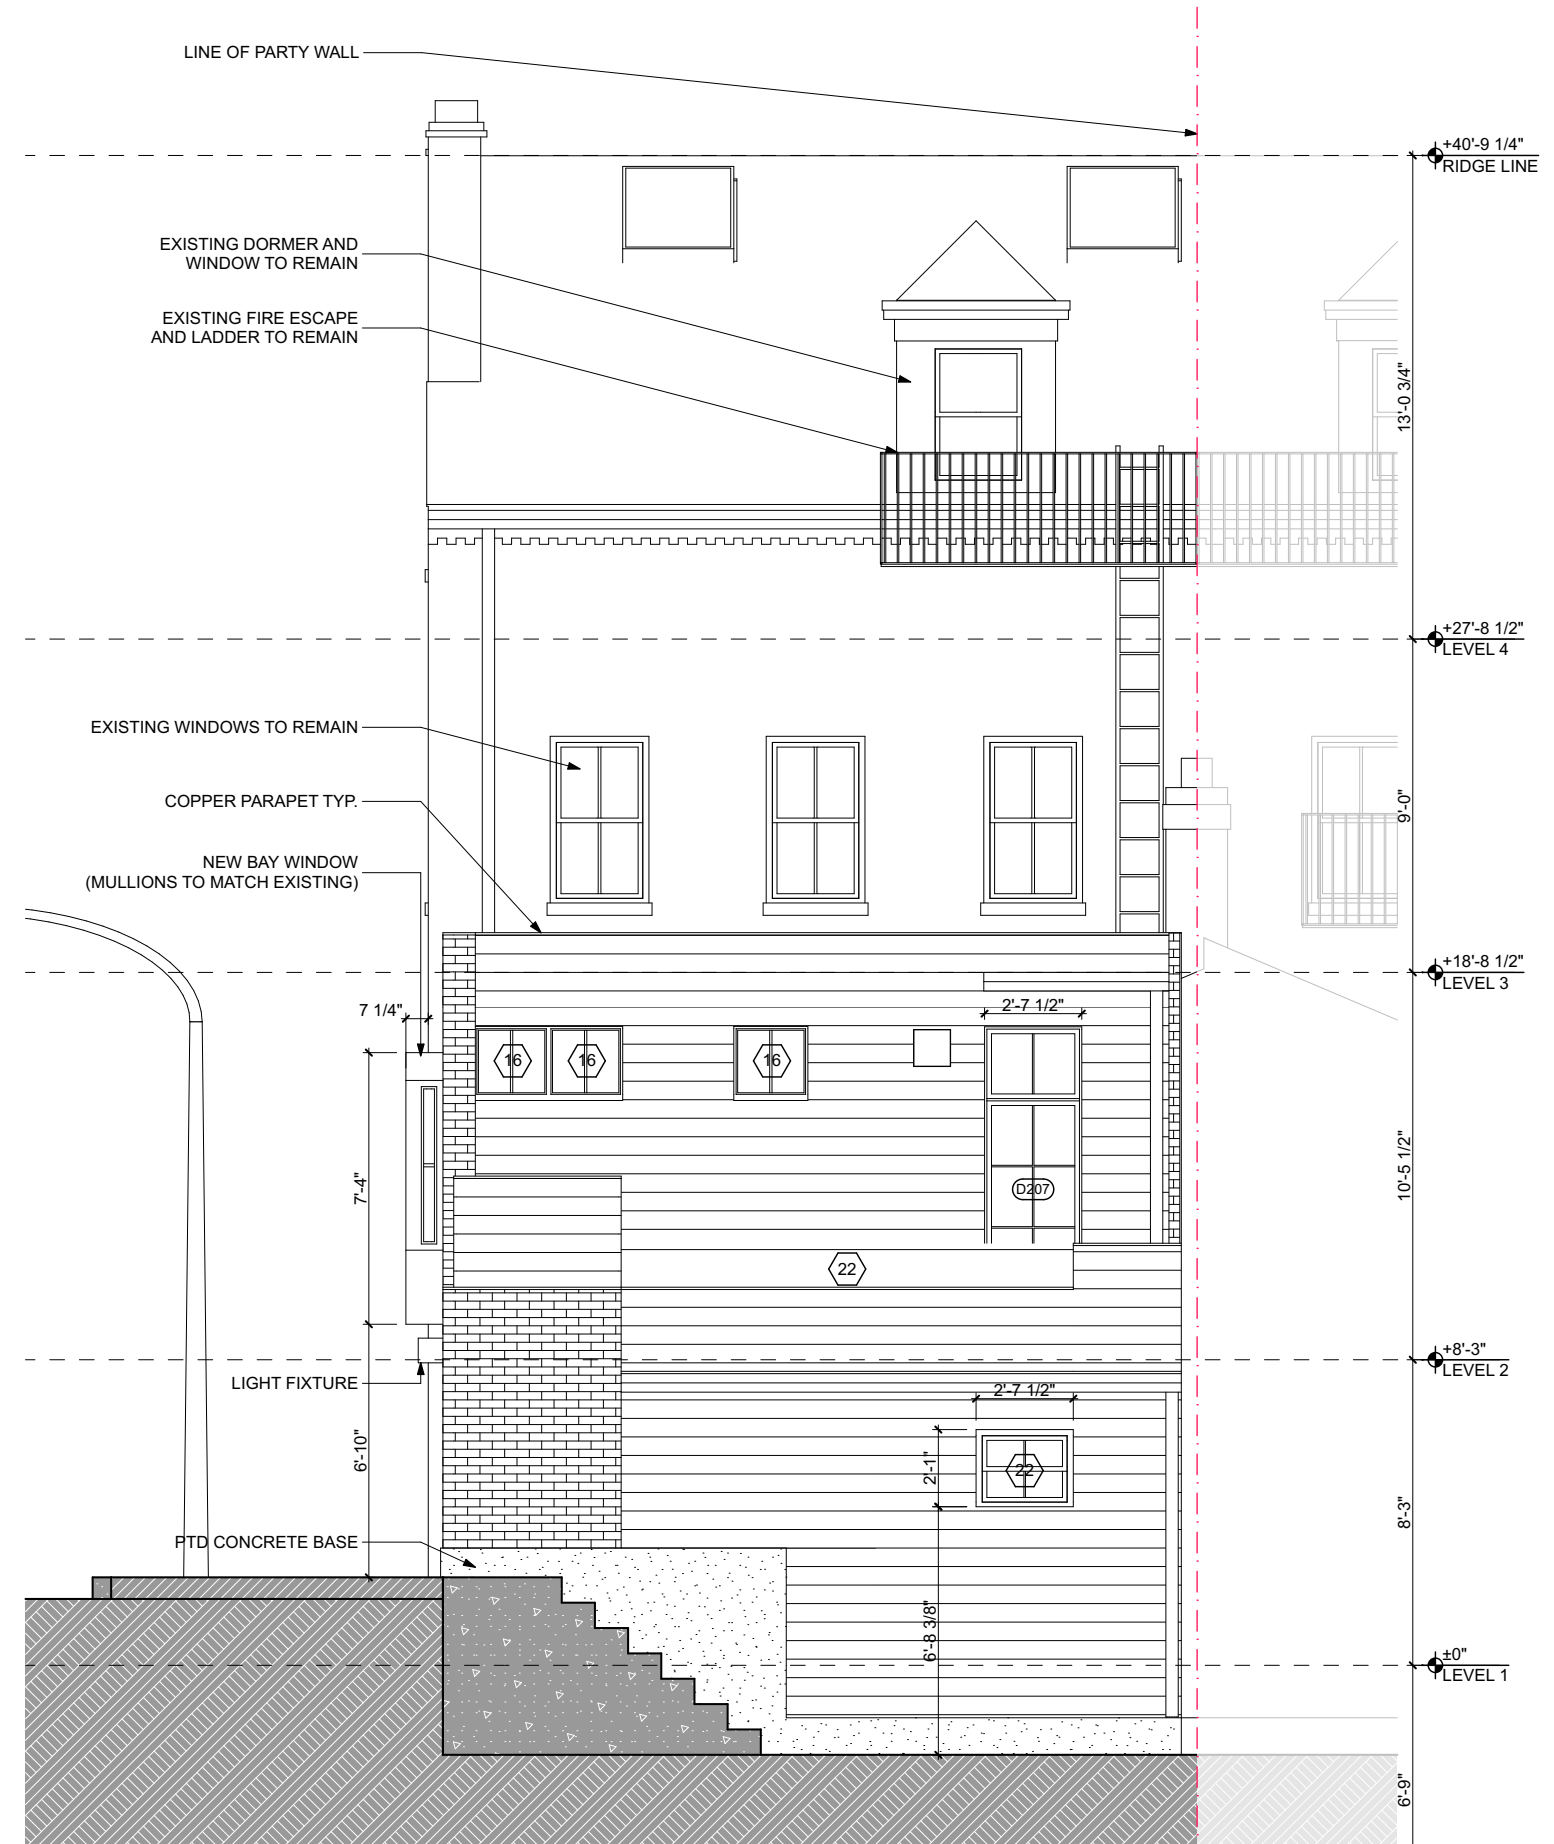 LINE OF PARTY WALL
+40'-9 1/4"
RIDGE LINE
EXISTING DORMER AND
WINDOW TO REMAIN
EXISTING FIRE ESCAPE
AND LADDER TO REMAIN
13'-0 3/4"
+27'-8 1/2"
LEVEL 4
EXISTING WINDOWS TO REMAIN
COPPER PARAPET TYP.
9'-0"
NEW BAY WINDOW
(MULLIONS TO MATCH EXISTING)
+18'-8 1/2"
LEVEL 3
7 1/4"
2'-7 1/2"
16
16
16
7'-4"
D207
10'-5 1/2"
22
+8'-3"
LEVEL 2
LIGHT FIXTURE
2'-7 1/2"
6'-10"
2'-1"
22
8'-3"
PTD CONCRETE BASE
6'-8 3/8"
±0"
LEVEL 1
6'-9"